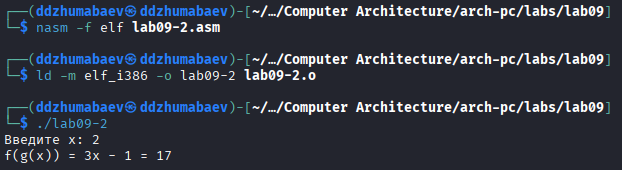 ┌──(ddzhumabaev㉿ddzhumabaev)-[~/…/Computer Architecture/arch-pc/labs/lab09]
└─$ nasm -f elf lab09-2.asm
┌──(ddzhumabaev㉿ddzhumabaev)-[~/…/Computer Architecture/arch-pc/labs/lab09]
└─$ ld -m elf_i386 -o lab09-2 lab09-2.o
┌──(ddzhumabaev㉿ddzhumabaev)-[~/…/Computer Architecture/arch-pc/labs/lab09]
└─$ ./lab09-2
Введите x: 2
f(g(x)) = 3x - 1 = 17